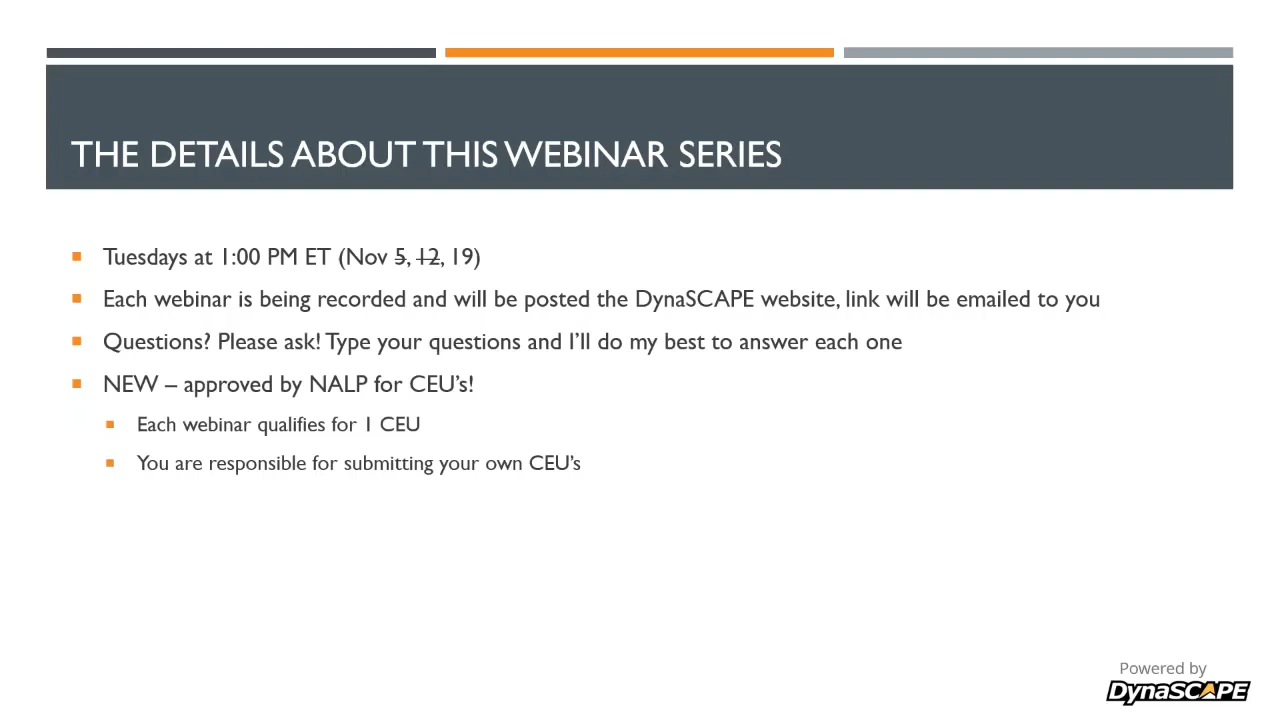 THE DETAILS ABOUT THIS WEBINAR SERIES
Tuesdays at 1:00 PM ET (Nov 5, 12, 19)
Each webinar is being recorded and will be posted the DynaSCAPE website, link will be emailed to you
Questions? Please ask! Type your questions and I'll do my best to answer each one
NEW – approved by NALP for CEU's!
Each webinar qualifies for 1 CEU
You are responsible for submitting your own CEU's
Powered by
DynaSCAPE